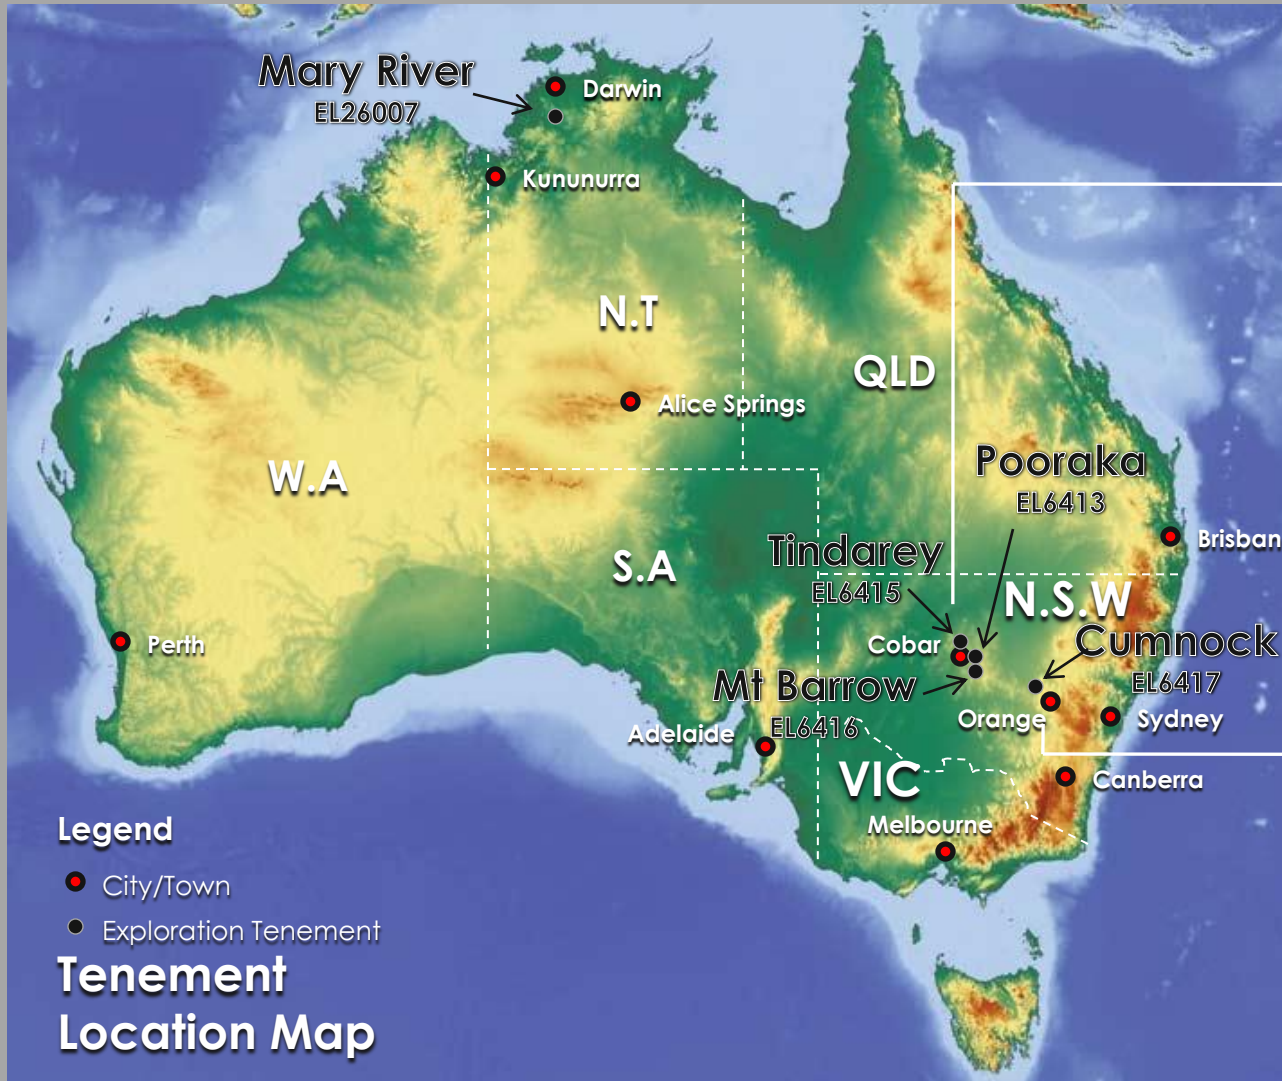 Mary River
EL26007
Darwin
Kununurra
N.T
QLD
Alice Springs
Pooraka
EL6413
W.A
Brisban
Tindarey
EL6415
S.A
N.S.W
Perth
Cobar
Cumnock
EL6417
Mt Barrow
EL6416
Orange
Sydney
Adelaide
VIC
Canberra
Melbourne
Legend
City/Town
Exploration Tenement
Tenement
Location Map